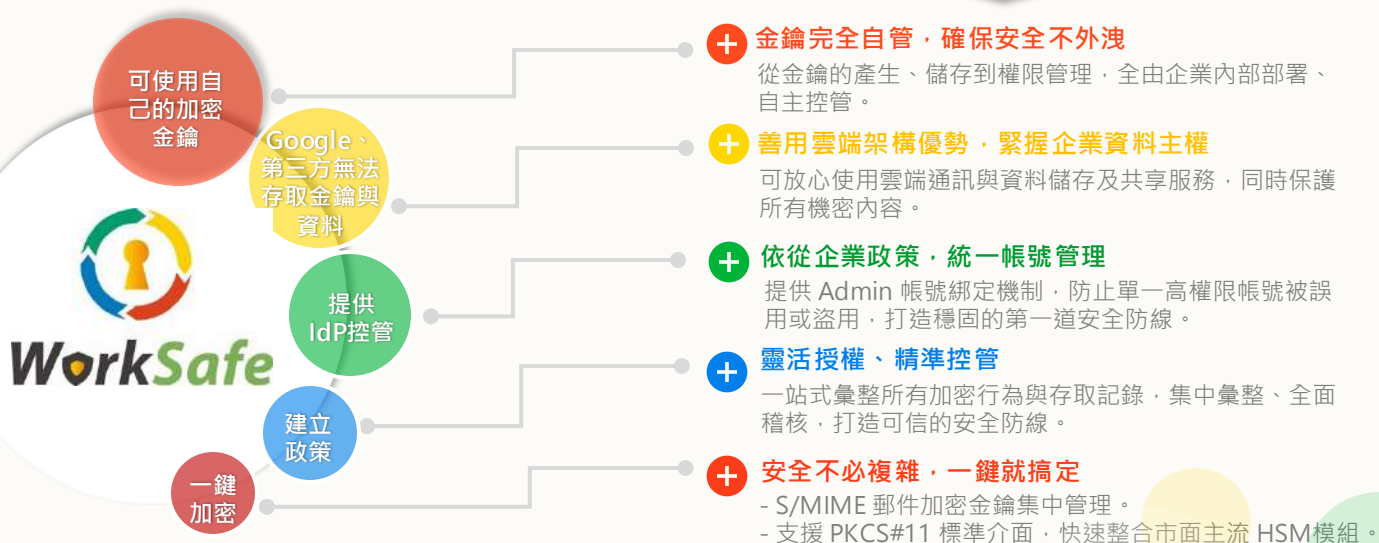 可使用自
己的加密
金鑰
Google、
第三方無法
存取金鑰與
資料
提供
IdP控管
建立
政策
一鍵
加密
WorkSafe
金鑰完全自管，確保安全不外洩
從金鑰的產生、儲存到權限管理，全由企業內部部署、
自主控管。
善用雲端架構優勢，緊握企業資料主權
可放心使用雲端通訊與資料儲存及共享服務，同時保護
所有機密內容。
依從企業政策，統一帳號管理
提供 Admin 帳號綁定機制，防止單一高權限帳號被誤
用或盜用，打造穩固的第一道安全防線。
靈活授權、精準控管
一站式彙整所有加密行為與存取記錄，集中彙整、全面
稽核，打造可信的安全防線。
安全不必複雜，一鍵就搞定
- S/MIME 郵件加密金鑰集中管理。
- 支援 PKCS#11 標準介面，快速整合市面主流 HSM模組。